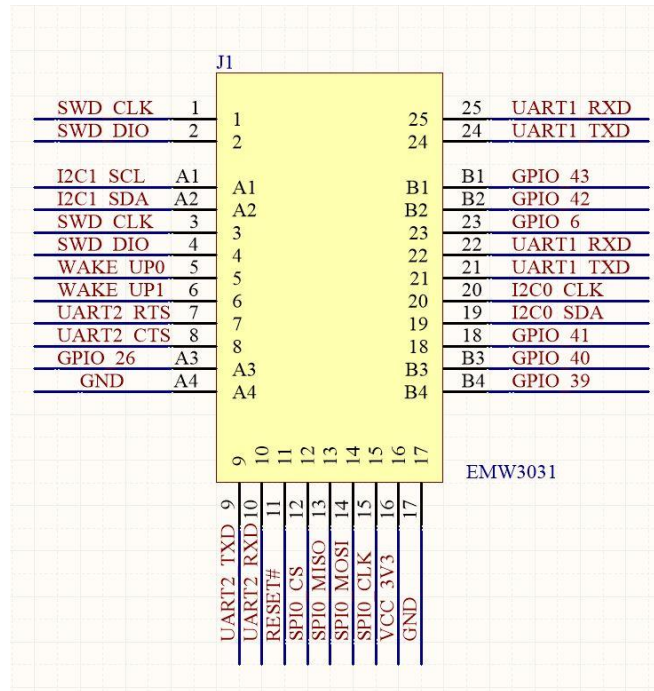 J1
SWD CLK 1 1 25 25 UART1 RXD
SWD DIO 2 2 24 24 UART1 TXD
I2C1 SCL A1 A1 B1 B1 GPIO 43
I2C1 SDA A2 A2 B2 B2 GPIO 42
SWD CLK 3 3 23 23 GPIO 6
SWD DIO 4 4 22 22 UART1 RXD
WAKE UP0 5 5 21 21 UART1 TXD
WAKE UP1 6 6 20 20 I2C0 CLK
UART2 RTS 7 7 19 19 I2C0 SDA
UART2 CTS 8 8 18 18 GPIO 41
GPIO 26 A3 A3 B3 B3 GPIO 40
GND A4 A4 B4 B4 GPIO 39
9 10 11 12 13 14 15 16 17
EMW3031
UART2 TXD 9
UART2 RXD 10
RESET# 11
SPI0 CS 12
SPI0 MISO 13
SPI0 MOSI 14
SPI0 CLK 15
VCC 3V3 16
GND 17